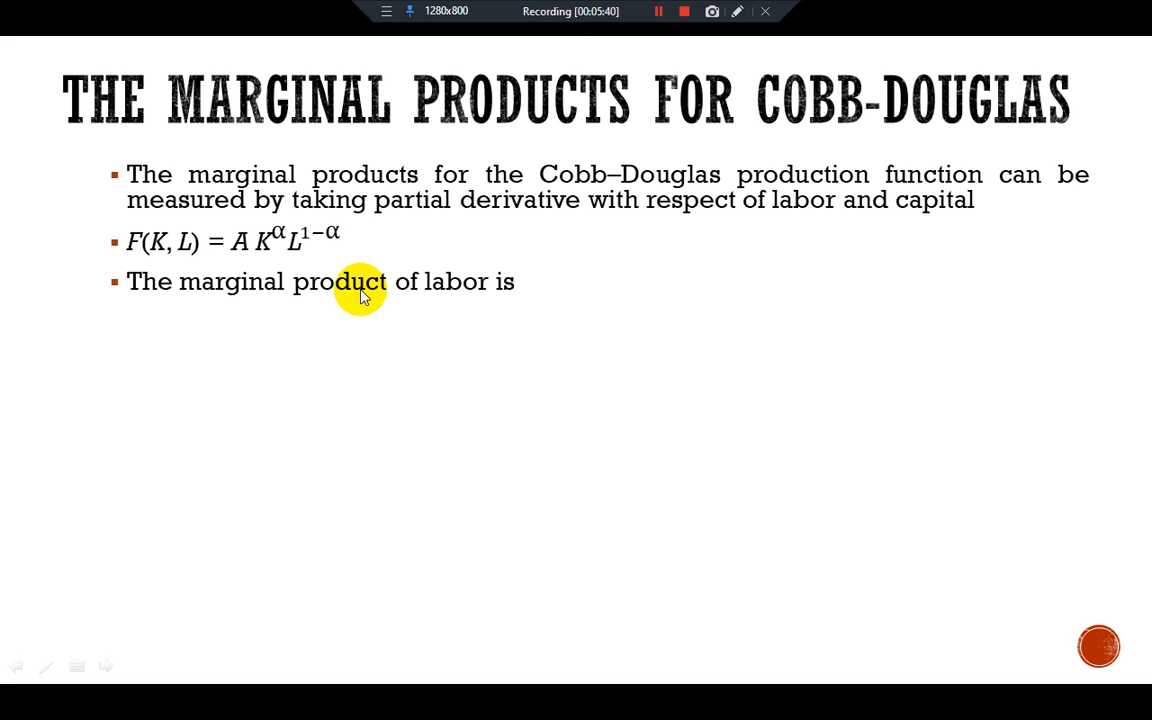 1280x800 Recording [00:05:40]
THE MARGINAL PRODUCTS FOR COBB-DOUGLAS
▪ The marginal products for the Cobb–Douglas production function can be
measured by taking partial derivative with respect of labor and capital
▪ F(K, L) = A K^α L^{1−α}
▪ The marginal product of labor is